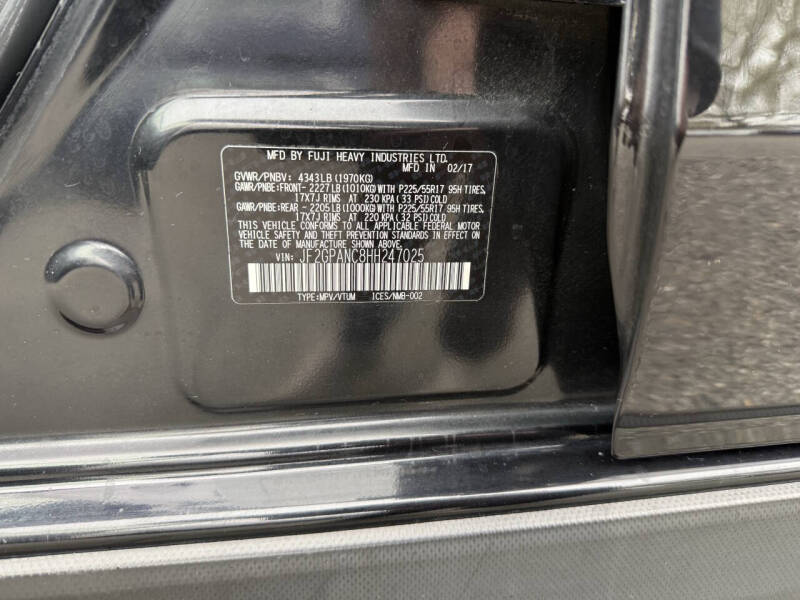 MFD BY FUJI HEAVY INDUSTRIES LTD.
MFD IN 02/17
GVWR/PNBV: 4343LB(1970KG)
GAWR/PNBE:FRONT-2227LB(1010KG)WITH P225/55R17 95H TIRES,
17X7J RIMS AT 230 KPA(33 PSI)COLD
GAWR/PNBE:REAR -2205LB(1000KG)WITH P225/55R17 95H TIRES,
17X7J RIMS AT 220 KPA(32 PSI)COLD
THIS VEHICLE CONFORMS TO ALL APPLICABLE FEDERAL MOTOR
VEHICLE SAFETY AND THEFT PREVENTION STANDARDS IN EFFECT ON
THE DATE OF MANUFACTURE SHOWN ABOVE.
VIN: JF2GPANC8HH247025
TYPE:MPV/VTUM ICES/NMB-002